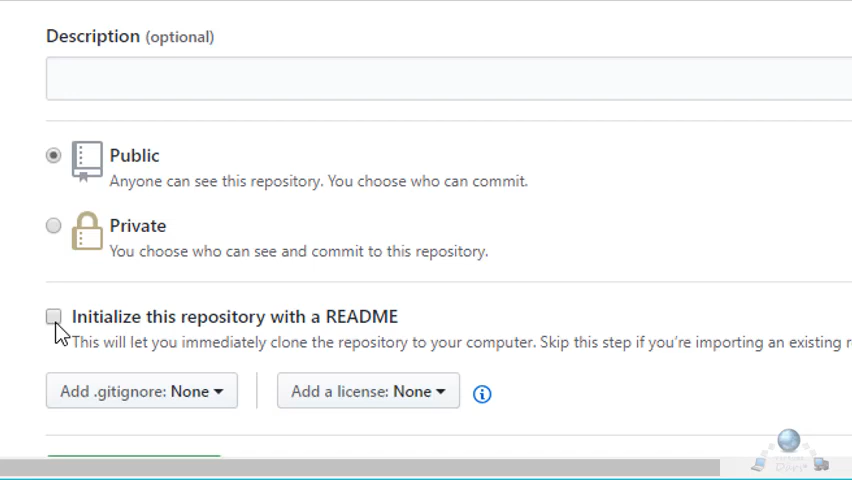 Description (optional)
Public
Anyone can see this repository. You choose who can commit.
Private
You choose who can see and commit to this repository.
Initialize this repository with a README
This will let you immediately clone the repository to your computer. Skip this step if you’re importing an existing
Add .gitignore: None
Add a license: None